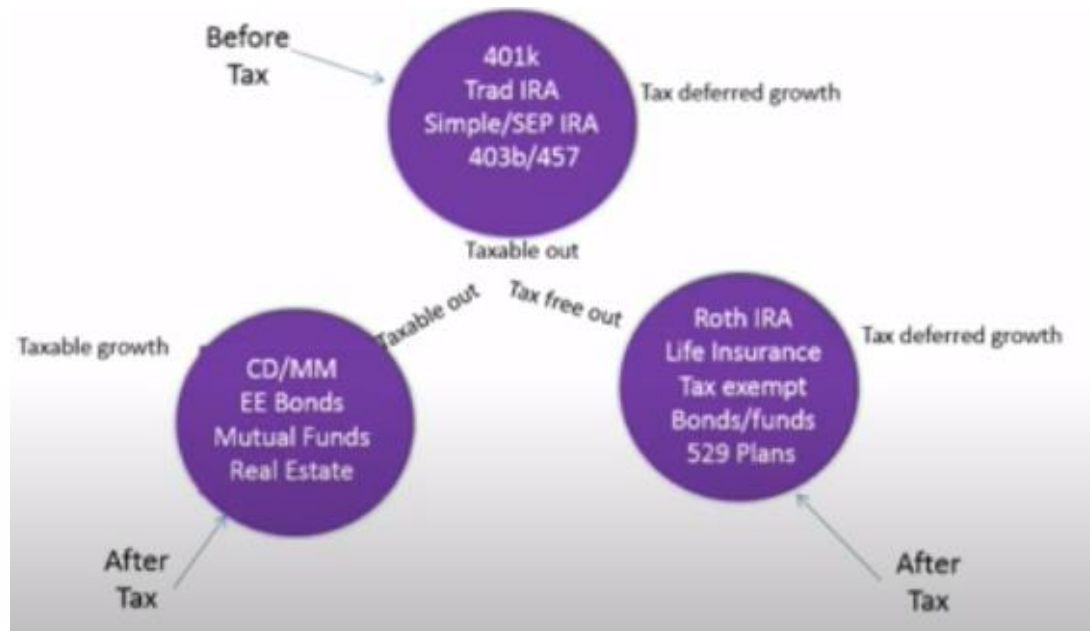 Before
Tax
401k
Trad IRA
Simple/SEP IRA
403b/457
Tax deferred growth
Taxable out
Taxable out
Tax free out
Taxable growth
CD/MM
EE Bonds
Mutual Funds
Real Estate
Roth IRA
Life Insurance
Tax exempt
Bonds/funds
529 Plans
Tax deferred growth
After
Tax
After
Tax